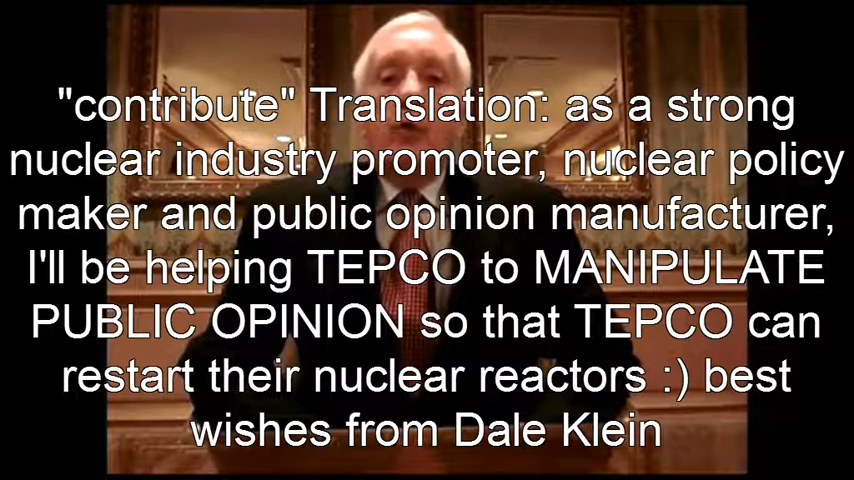 "contribute" Translation: as a strong
nuclear industry promoter, nuclear policy
maker and public opinion manufacturer,
I'll be helping TEPCO to MANIPULATE
PUBLIC OPINION so that TEPCO can
restart their nuclear reactors :) best
wishes from Dale Klein